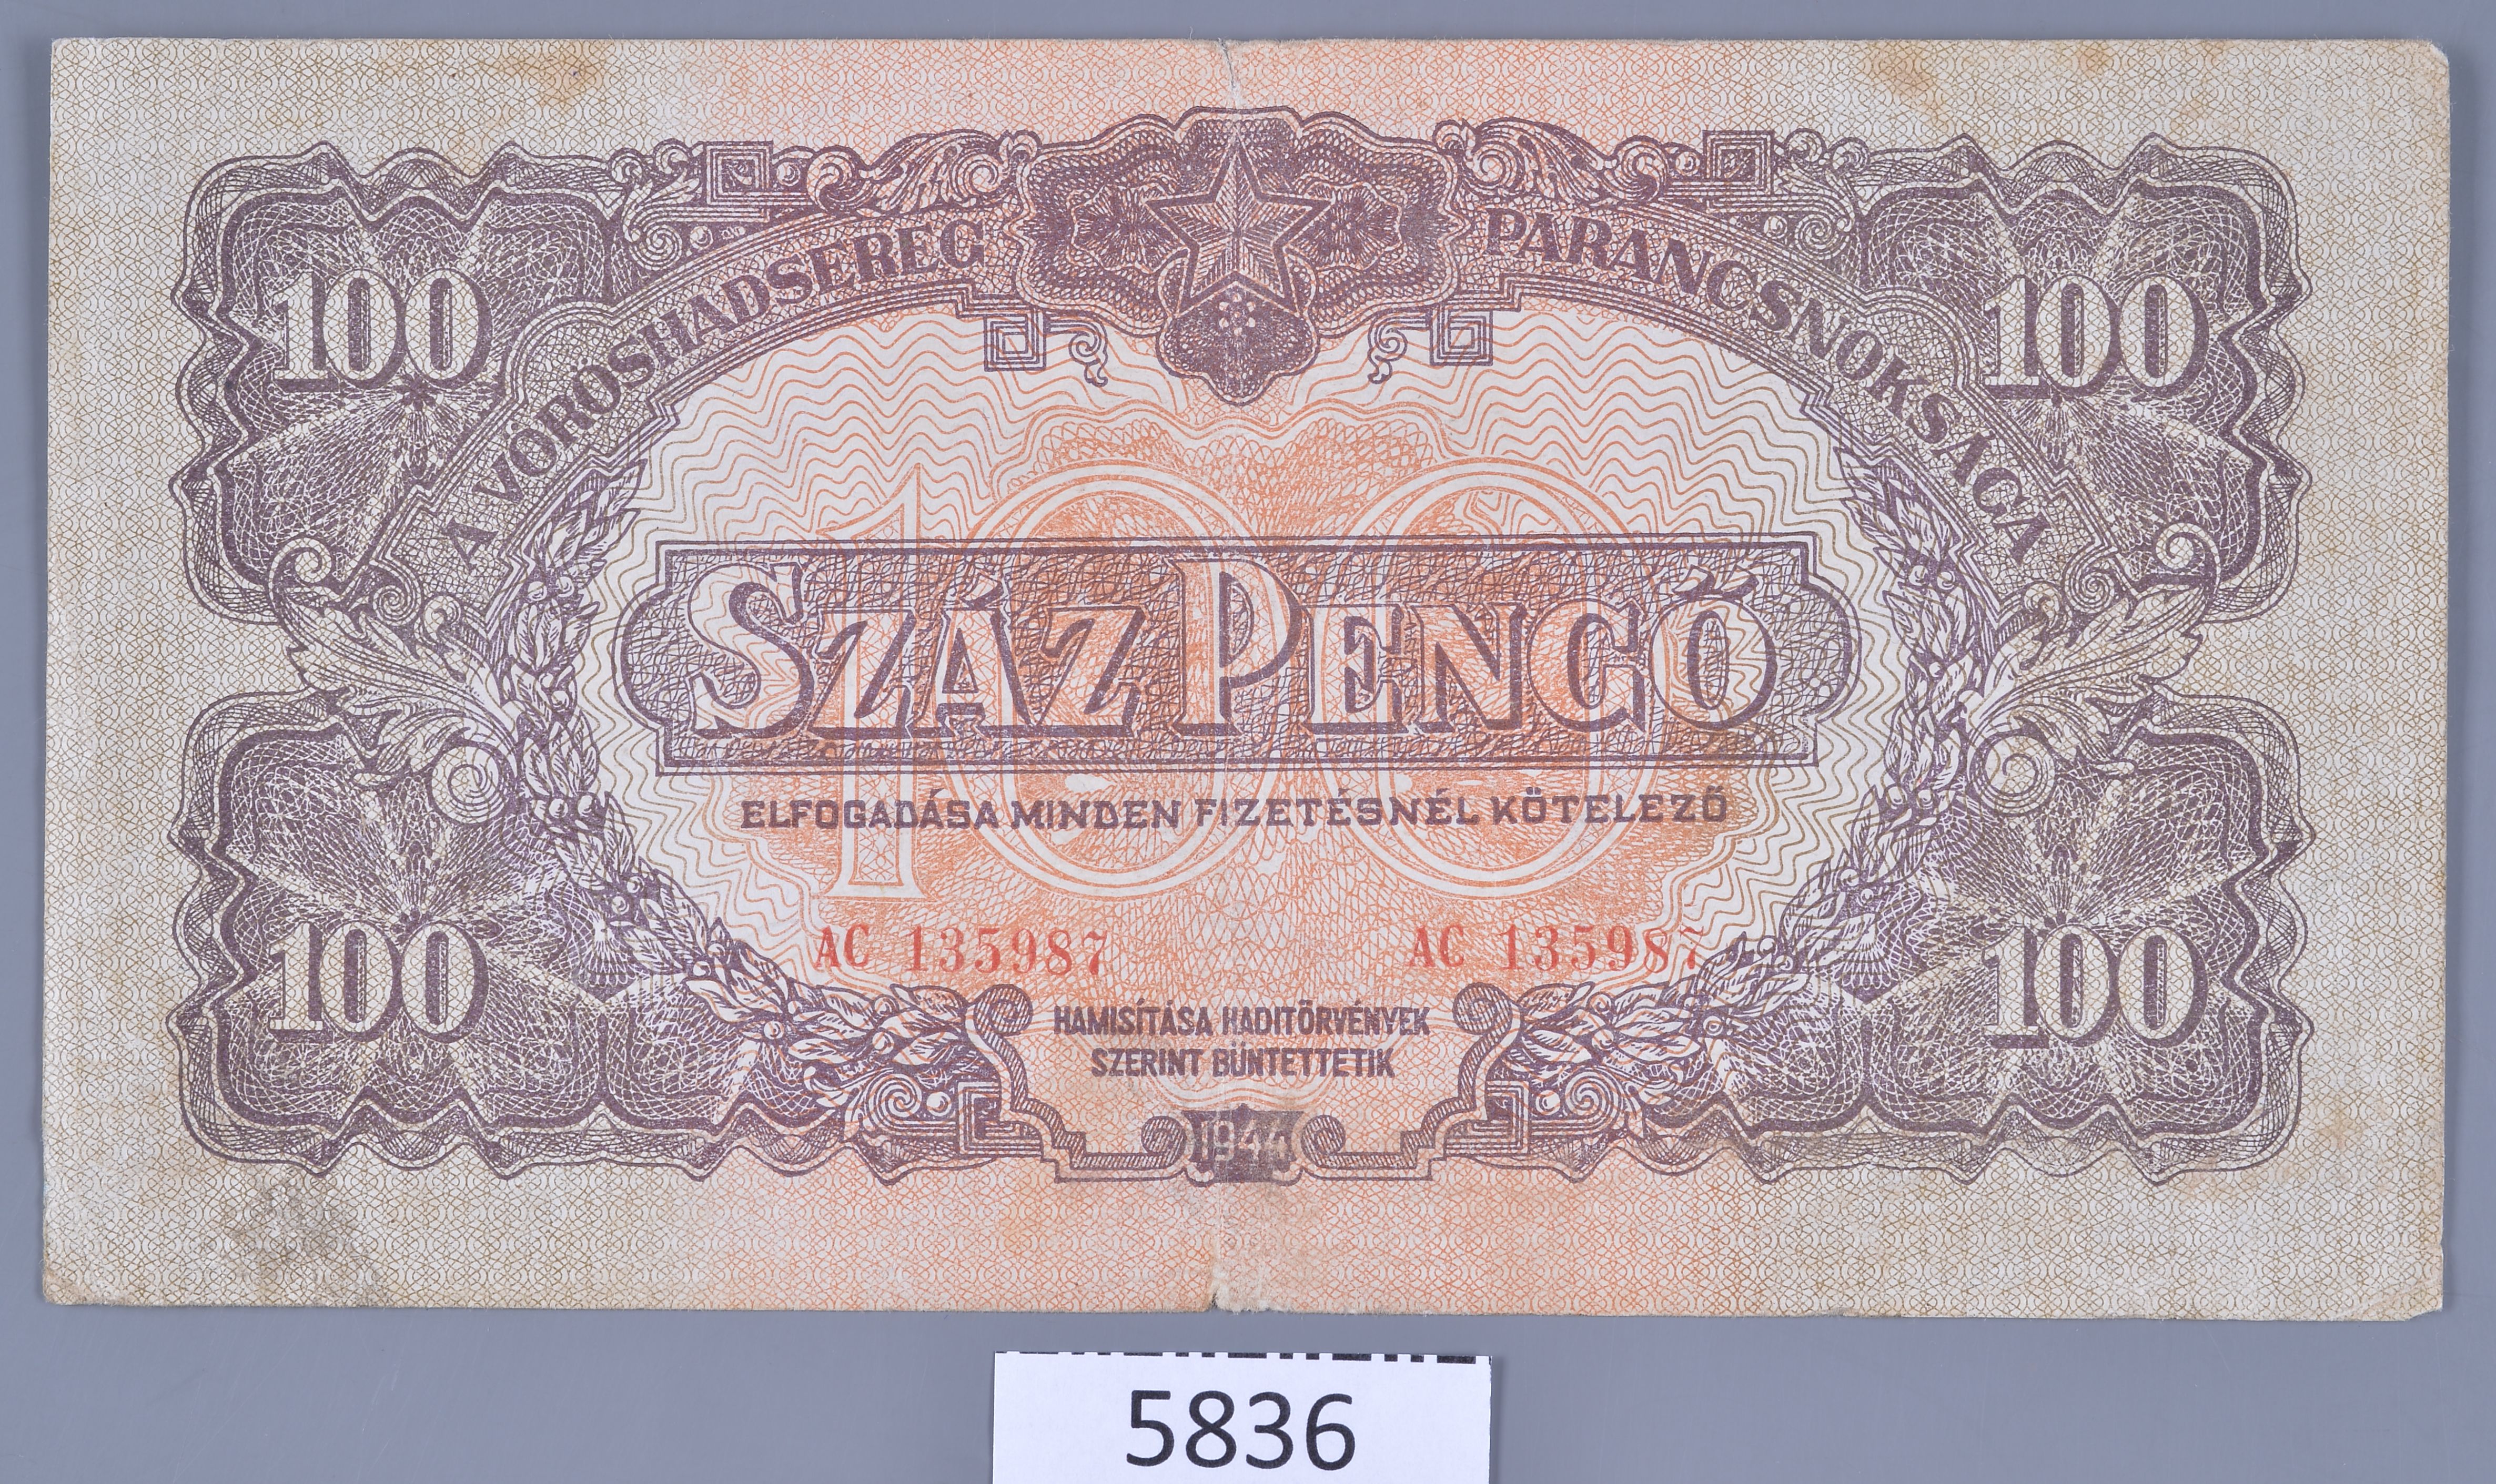 A VÖRÖSHADSEREG PARANCSNOKSÁGA
100 100
SZÁZ PENGŐ
ELFOGADÁSA MINDEN FIZETÉSNÉL KÖTELEZŐ
AC 135987 AC 135987
100 100
HAMISÍTÁSA HADITÖRVÉNYEK
SZERINT BÜNTETTETIK
1944
5836